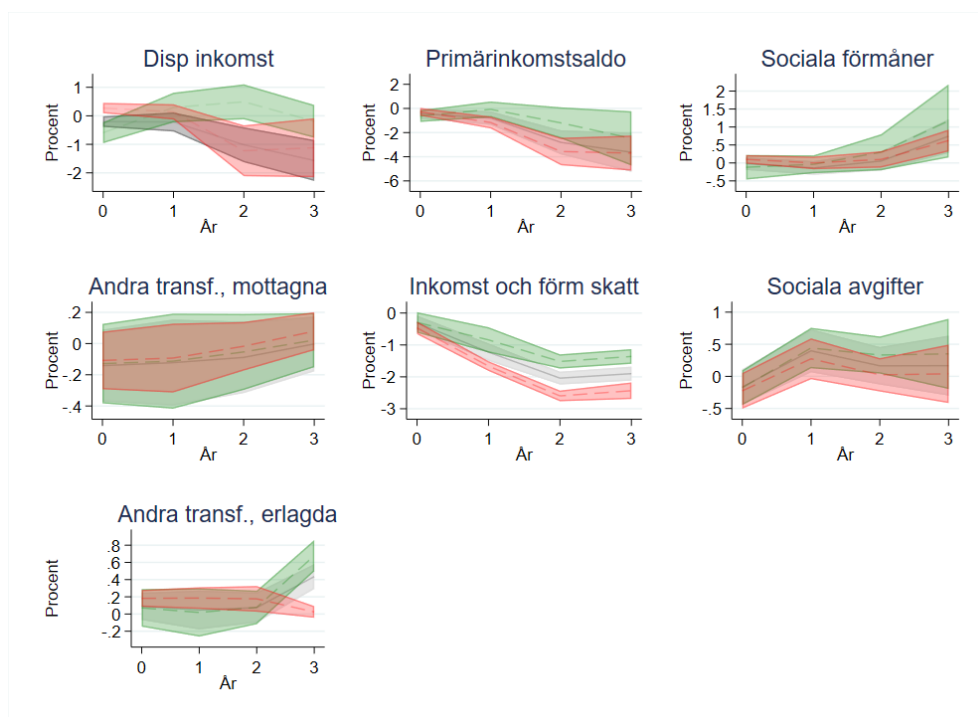 Disp inkomst
Procent
1
0
-1
-2
0 1 2 3
År
Primärinkomstsaldo
Procent
2
0
-2
-4
-6
0 1 2 3
År
Sociala förmåner
Procent
2
1.5
1
.5
0
-.5
0 1 2 3
År
Andra transf., mottagna
Procent
.2
0
-.2
-.4
0 1 2 3
År
Inkomst och förm skatt
Procent
0
-1
-2
-3
0 1 2 3
År
Sociala avgifter
Procent
1
.5
0
-.5
0 1 2 3
År
Andra transf., erlagda
Procent
.8
.6
.4
.2
0
-.2
0 1 2 3
År